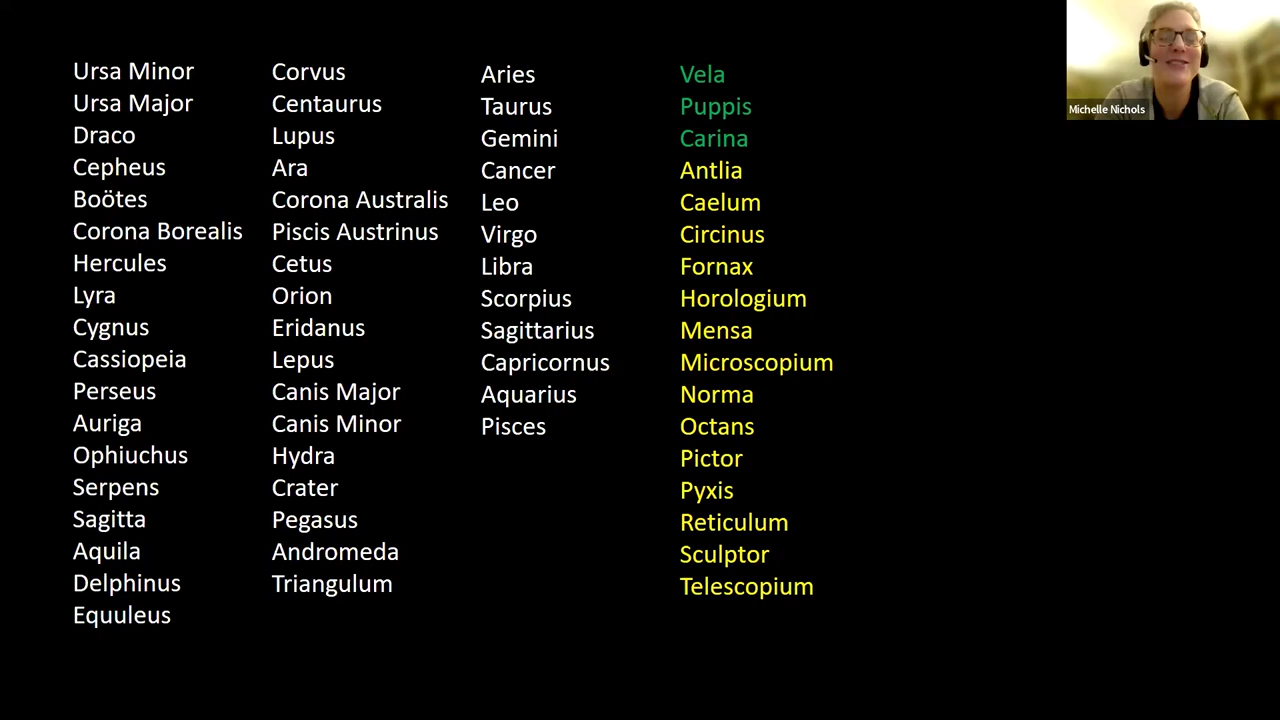 Ursa Minor
Ursa Major
Draco
Cepheus
Boötes
Corona Borealis
Hercules
Lyra
Cygnus
Cassiopeia
Perseus
Auriga
Ophiuchus
Serpens
Sagitta
Aquila
Delphinus
Equuleus
Corvus
Centaurus
Lupus
Ara
Corona Australis
Piscis Austrinus
Cetus
Orion
Eridanus
Lepus
Canis Major
Canis Minor
Hydra
Crater
Pegasus
Andromeda
Triangulum
Aries
Taurus
Gemini
Cancer
Leo
Virgo
Libra
Scorpius
Sagittarius
Capricornus
Aquarius
Pisces
Vela
Puppis
Carina
Antlia
Caelum
Circinus
Fornax
Horologium
Mensa
Microscopium
Norma
Octans
Pictor
Pyxis
Reticulum
Sculptor
Telescopium
Michelle Nichols